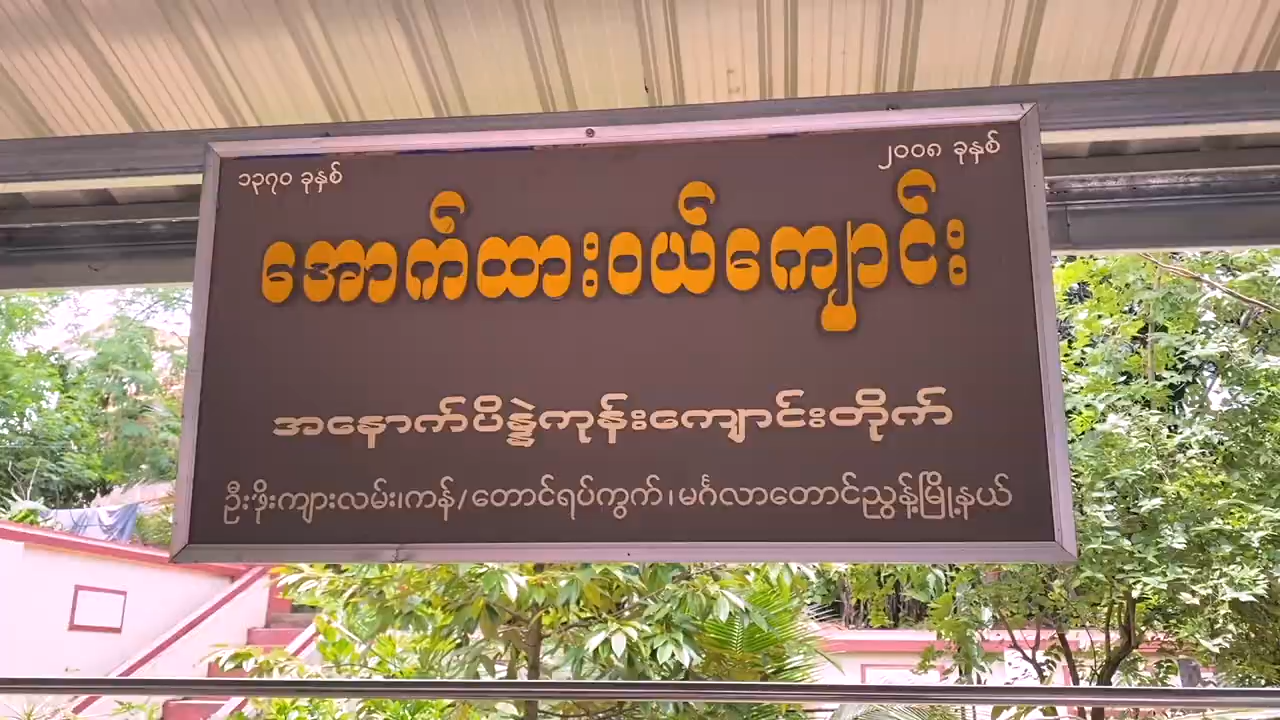 ၁၃၇၀ ခုနှစ် ၂၀၀၈ ခုနှစ်
အောက်ထားဝယ်ကျောင်း
အနောက်ပိန္နဲကုန်းကျောင်းတိုက်
ဦးဖိုးကျားလမ်း၊ကန်/တောင်ရပ်ကွက်၊မင်္ဂလာတောင်ညွန့်မြို့နယ်